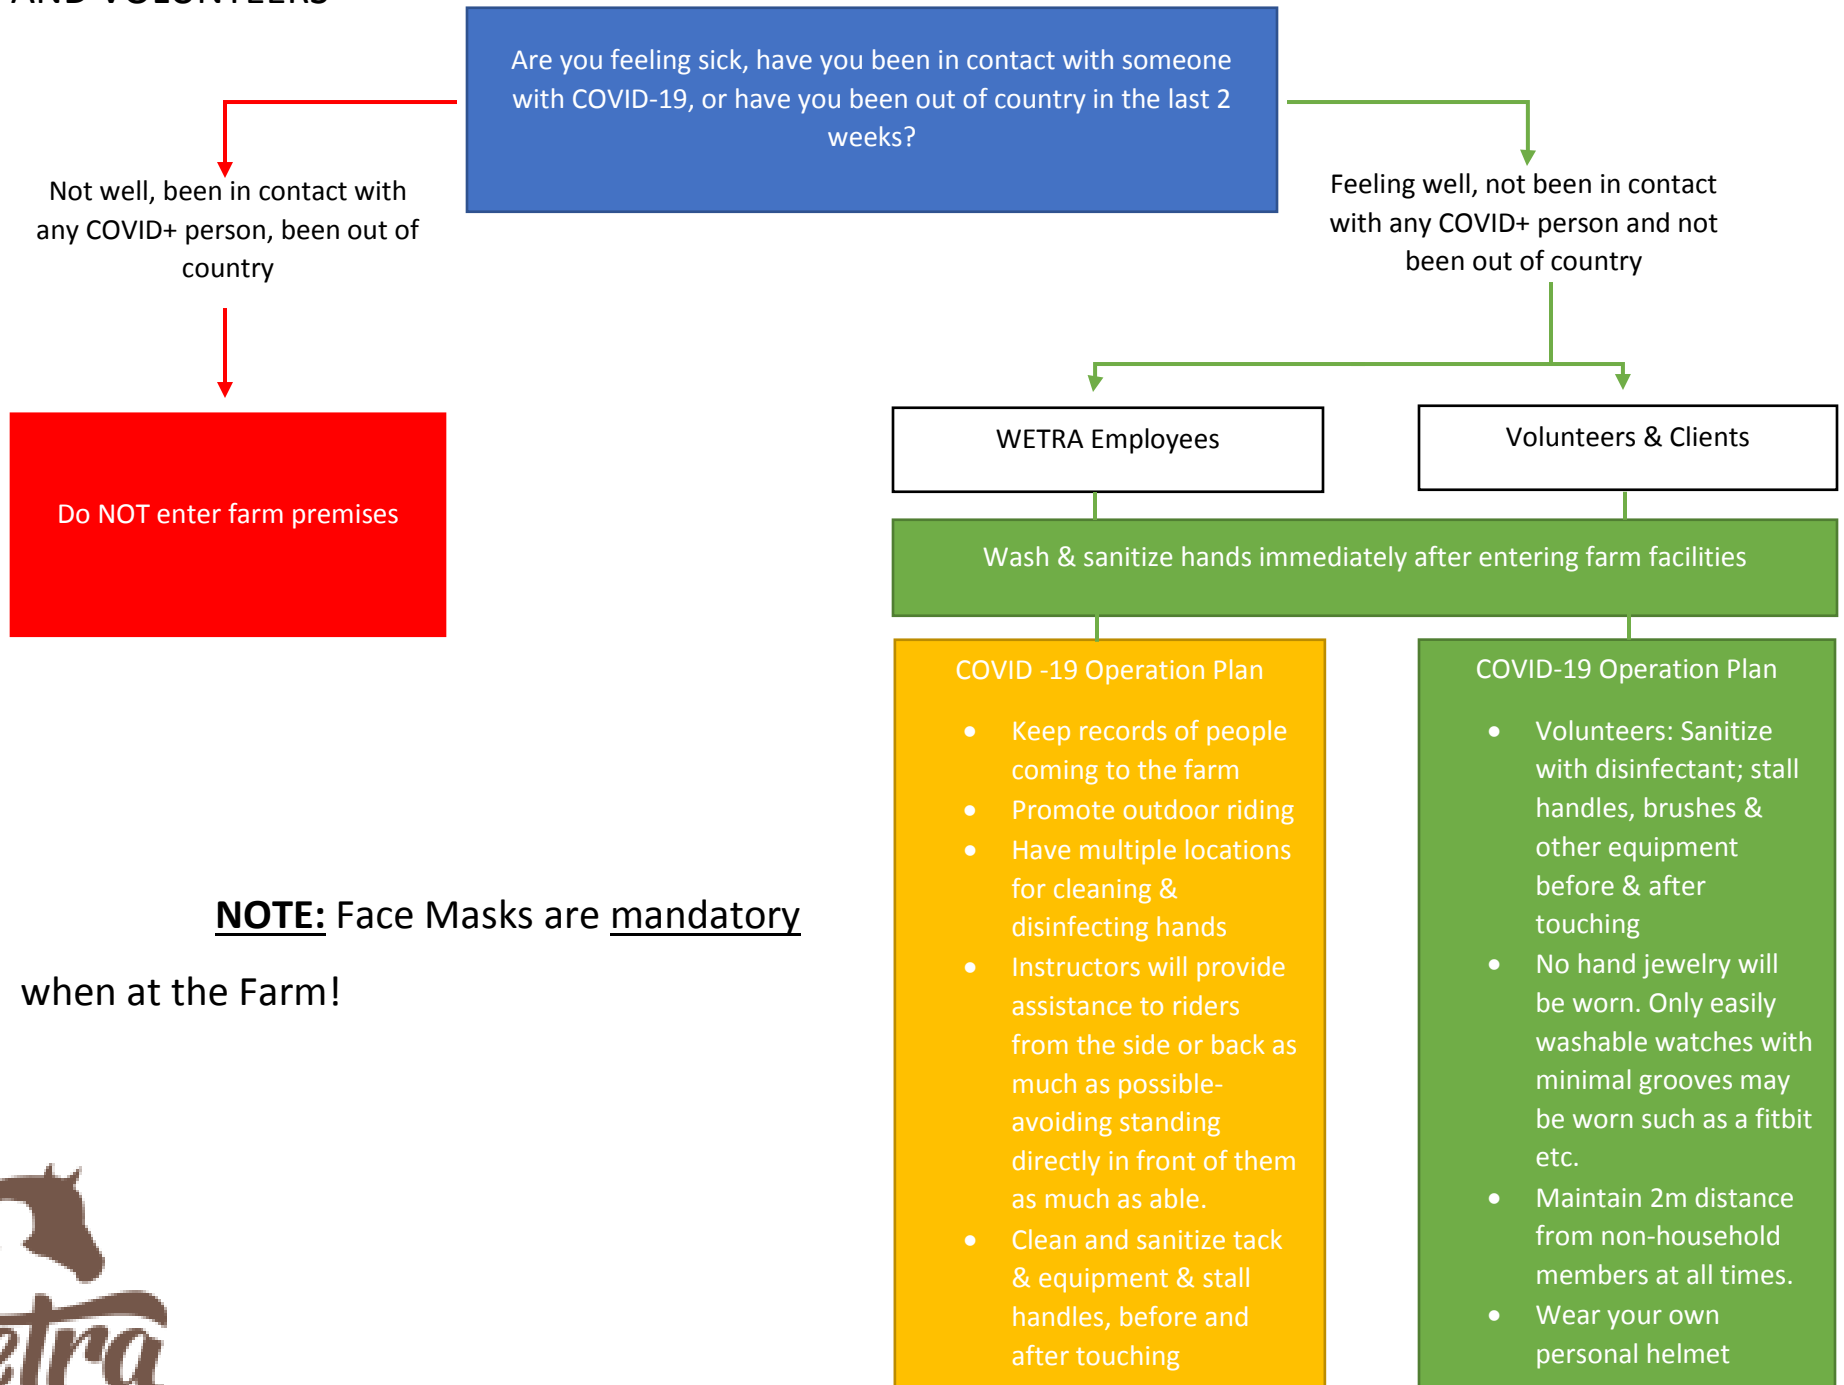 AND VOLUNTEERS
Are you feeling sick, have you been in contact with someone
with COVID-19, or have you been out of country in the last 2
weeks?
Not well, been in contact with
any COVID+ person, been out of
country
Feeling well, not been in contact
with any COVID+ person and not
been out of country
Do NOT enter farm premises
WETRA Employees
Volunteers & Clients
Wash & sanitize hands immediately after entering farm facilities
COVID -19 Operation Plan
• Keep records of people
coming to the farm
• Promote outdoor riding
• Have multiple locations
for cleaning &
disinfecting hands
• Instructors will provide
assistance to riders
from the side or back as
much as possible-
avoiding standing
directly in front of them
as much as able.
• Clean and sanitize tack
& equipment & stall
handles, before and
after touching
COVID-19 Operation Plan
• Volunteers: Sanitize
with disinfectant; stall
handles, brushes &
other equipment
before & after
touching
• No hand jewelry will
be worn. Only easily
washable watches with
minimal grooves may
be worn such as a fitbit
etc.
• Maintain 2m distance
from non-household
members at all times.
• Wear your own
personal helmet
NOTE: Face Masks are mandatory
when at the Farm!
etra